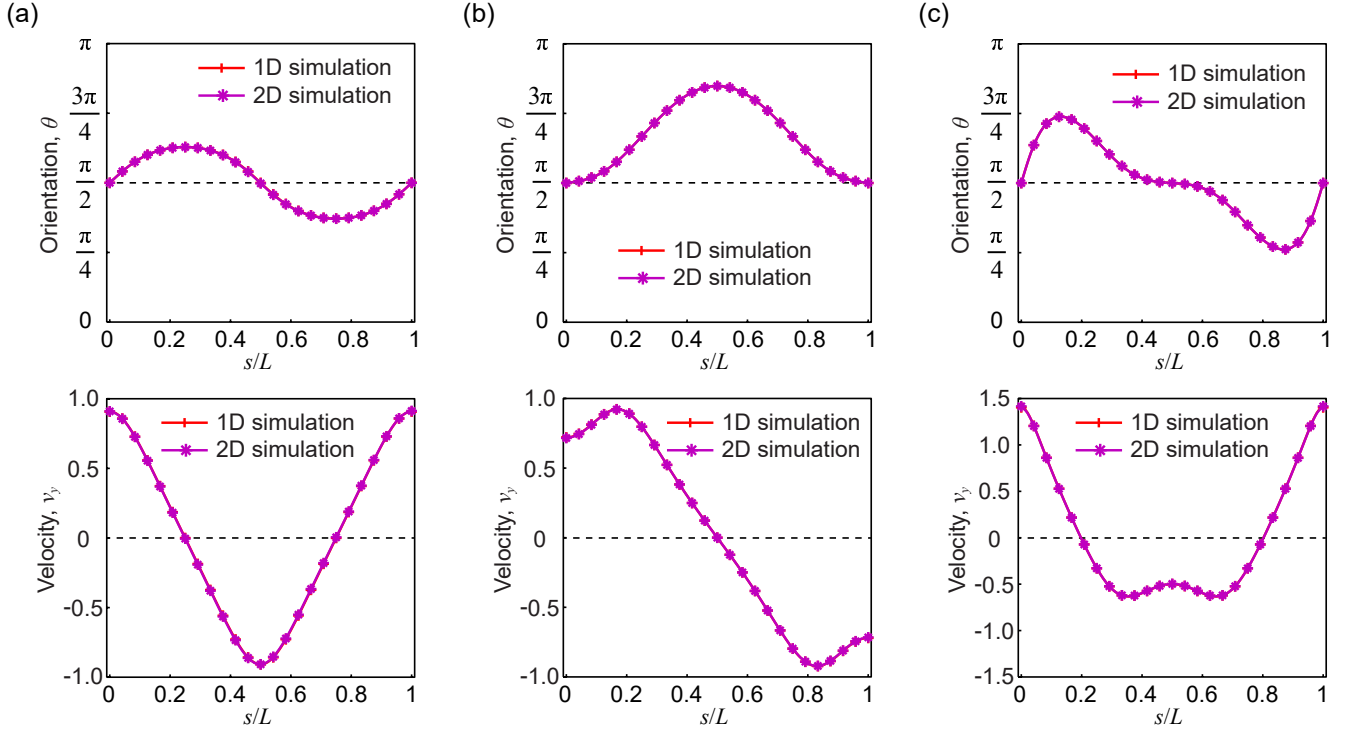 (a)
(b)
(c)
π
3π
4
π
2
π
4
0
Orientation, θ
1D simulation
2D simulation
0 0.2 0.4 0.6 0.8 1
s/L
π
3π
4
π
2
π
4
0
Orientation, θ
1D simulation
2D simulation
0 0.2 0.4 0.6 0.8 1
s/L
π
3π
4
π
2
π
4
0
Orientation, θ
1D simulation
2D simulation
0 0.2 0.4 0.6 0.8 1
s/L
1.0
0.5
0
-0.5
-1.0
Velocity, vy
1D simulation
2D simulation
0 0.2 0.4 0.6 0.8 1
s/L
1.0
0.5
0
-0.5
-1.0
Velocity, vy
1D simulation
2D simulation
0 0.2 0.4 0.6 0.8 1
s/L
1.5
1.0
0.5
0
-0.5
-1.0
-1.5
Velocity, vy
1D simulation
2D simulation
0 0.2 0.4 0.6 0.8 1
s/L